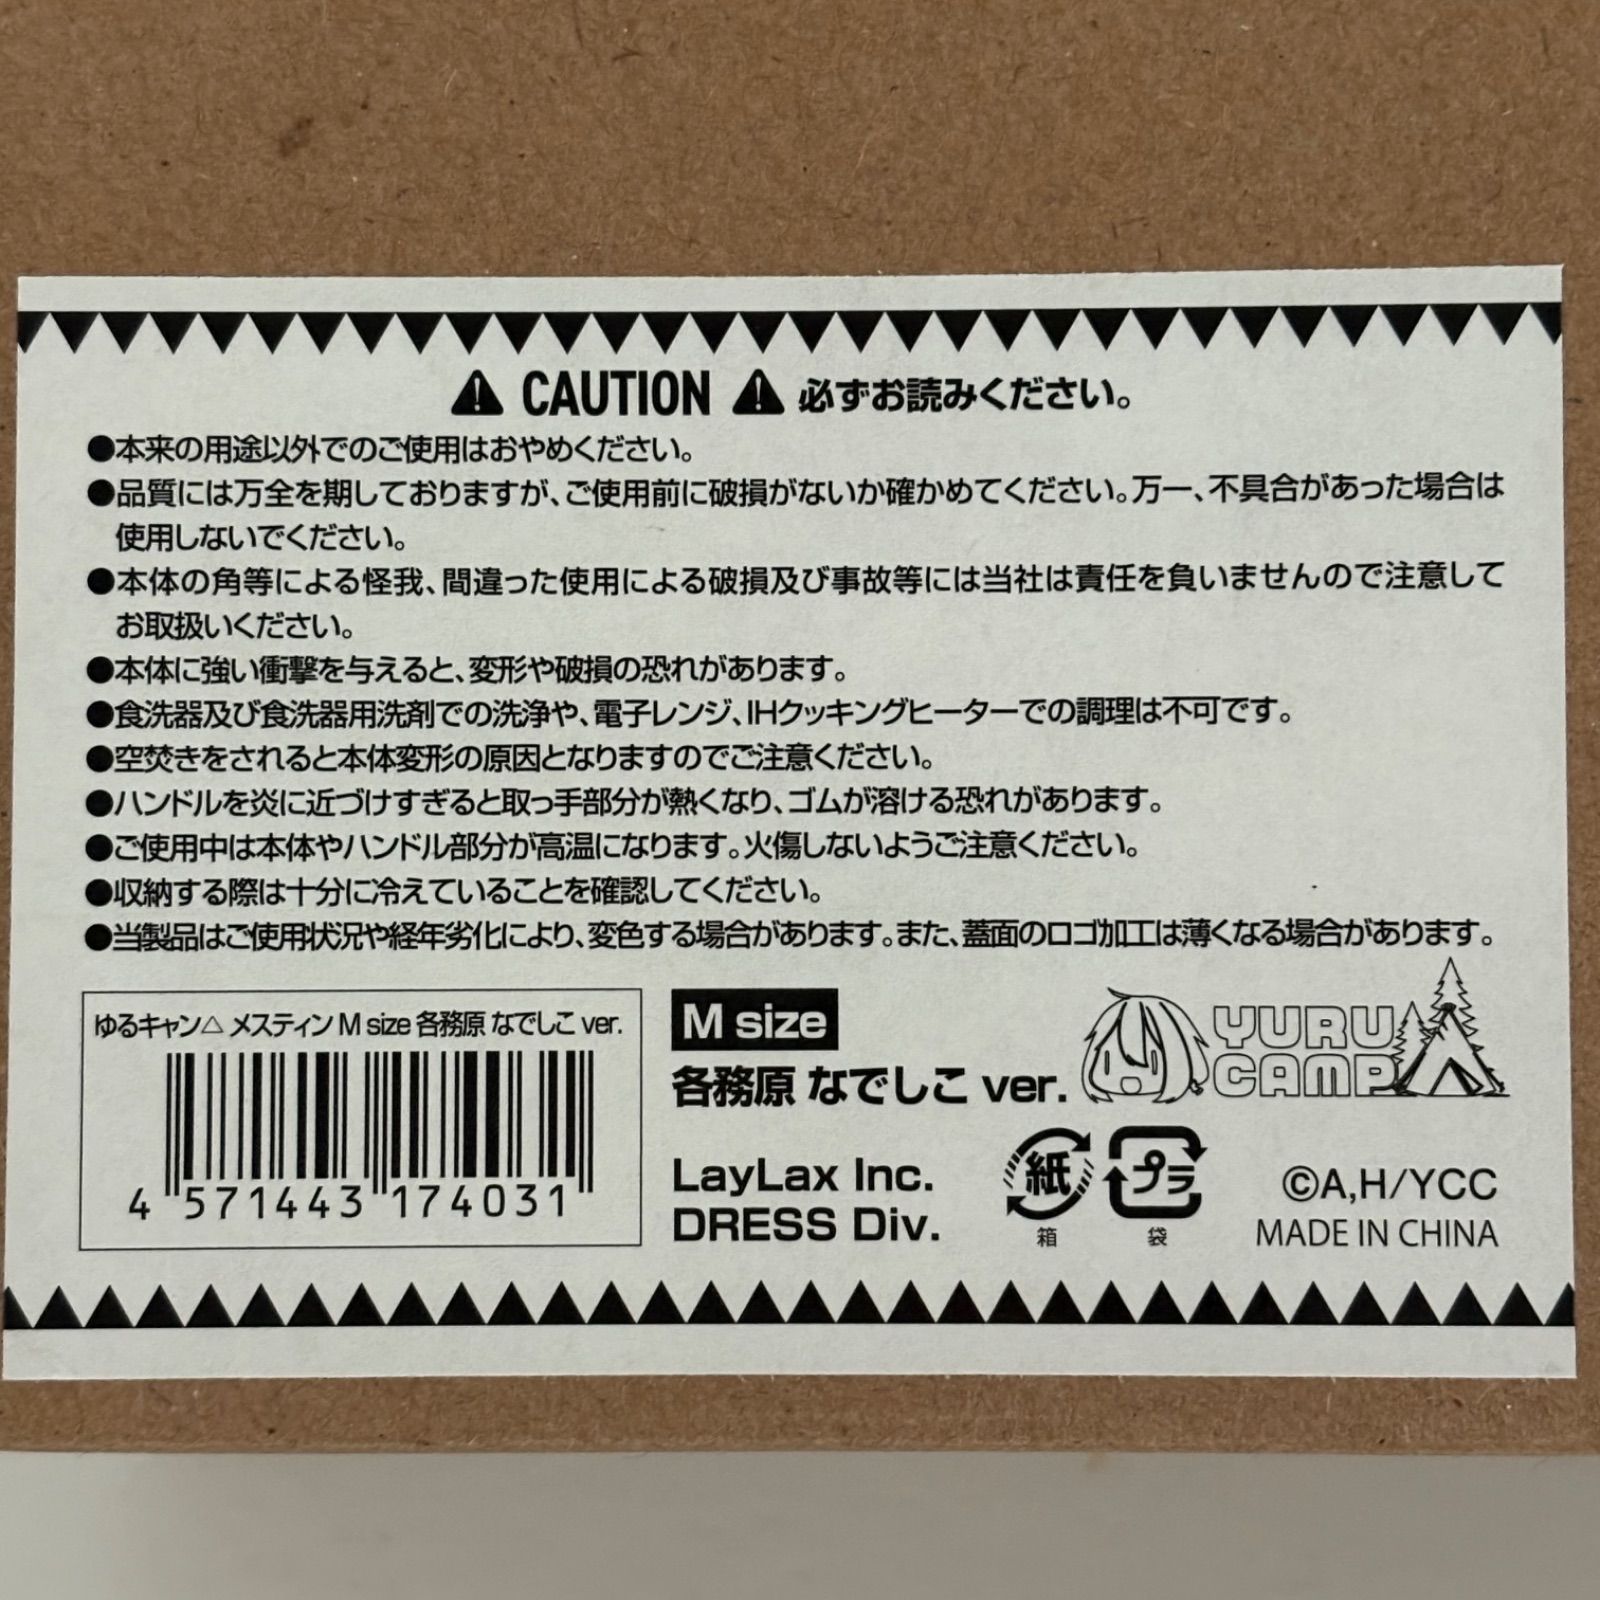 CAUTION 必ずお読みください。
●本来の用途以外でのご使用はおやめください。
●品質には万全を期しておりますが、ご使用前に破損がないか確かめてください。万一、不具合があった場合は
使用しないでください。
●本体の角等による怪我、間違った使用による破損及び事故等には当社は責任を負いませんので注意して
お取扱いください。
●本体に強い衝撃を与えると、変形や破損の恐れがあります。
●食洗器及び食洗器用洗剤での洗浄や、電子レンジ、IHクッキングヒーターでの調理は不可です。
●空焚きをされると本体変形の原因となりますのでご注意ください。
●ハンドルを炎に近づけすぎると取っ手部分が熱くなり、ゴムが溶ける恐れがあります。
●ご使用中は本体やハンドル部分が高温になります。火傷しないようご注意ください。
●収納する際は十分に冷えていることを確認してください。
●当製品はご使用状況や経年劣化により、変色する場合があります。また、蓋面のロゴ加工は薄くなる場合があります。
ゆるキャン△ メスティン M size 各務原 なでしこ ver.
4 571443 174031
M size
各務原 なでしこ ver.
YURU
CAMP
LayLax Inc.
DRESS Div.
紙
箱
プラ
袋
©A,H/YCC
MADE IN CHINA